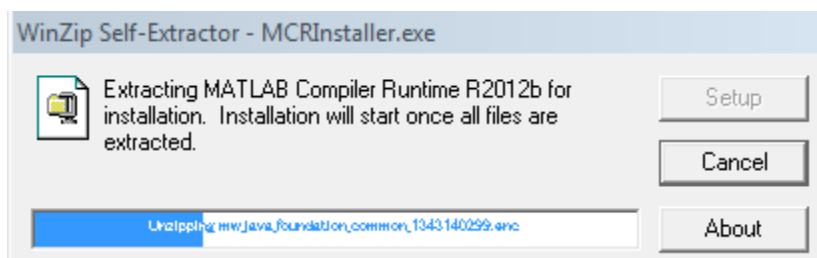 WinZip Self-Extractor - MCRInstaller.exe
Extracting MATLAB Compiler Runtime R2012b for
installation. Installation will start once all files are
extracted.
Setup
Cancel
Unzipping mw_java_foundation_common_1343140299.enc
About